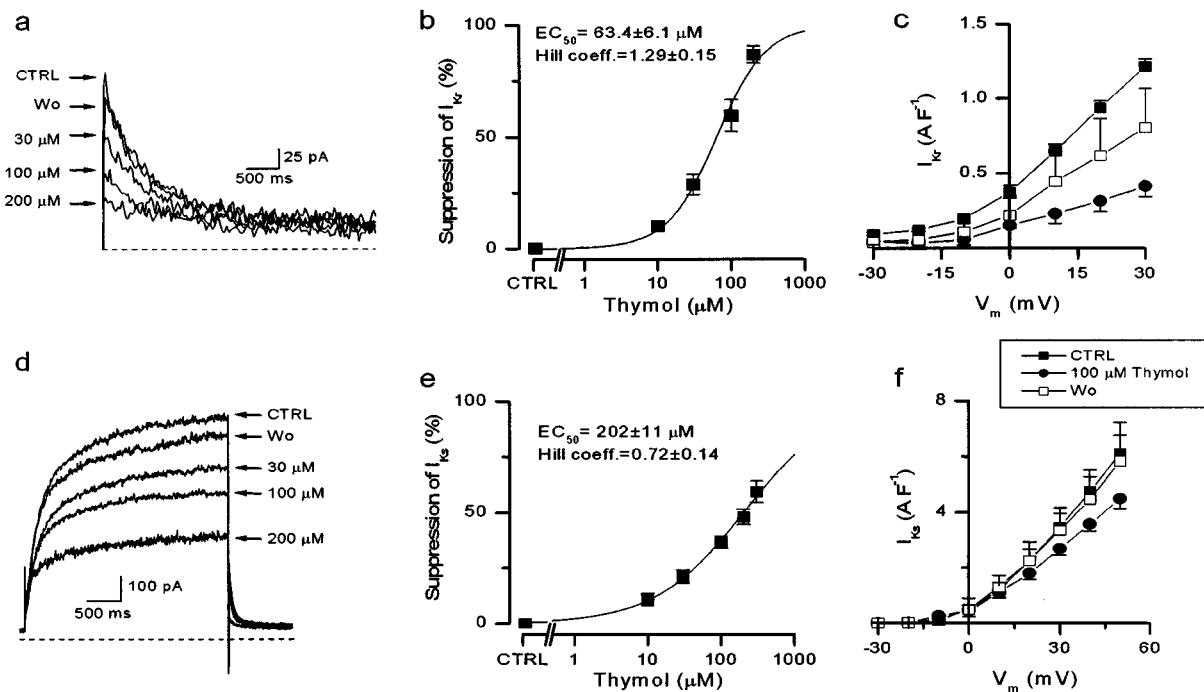 a
CTRL
Wo
30 µM
100 µM
200 µM
25 pA
500 ms
b
EC50= 63.4±6.1 µM
Hill coeff.=1.29±0.15
Suppression of IKr (%)
100
50
0
CTRL
1
10
100
1000
Thymol (µM)
c
IKr (A F-1)
1.5
1.0
0.5
-30
-15
0
15
30
Vm (mV)
d
CTRL
Wo
30 µM
100 µM
200 µM
100 pA
500 ms
e
EC50= 202±11 µM
Hill coeff.=0.72±0.14
Suppression of IKs (%)
100
50
0
CTRL
1
10
100
1000
Thymol (µM)
f
CTRL
100 µM Thymol
Wo
IKs (A F-1)
8
4
-30
0
30
60
Vm (mV)